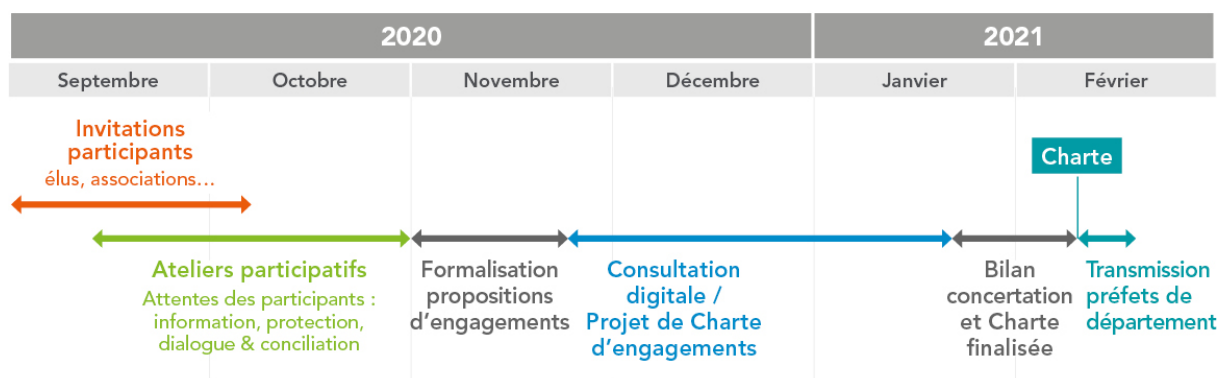 2020
2021
Septembre
Octobre
Novembre
Décembre
Janvier
Février
Invitations
participants
élus, associations...
Charte
Ateliers participatifs
Attentes des participants :
information, protection,
dialogue & conciliation
Formalisation
propositions
d'engagements
Consultation
digitale /
Projet de Charte
d'engagements
Bilan
concertation
et Charte
finalisée
Transmission
préfets de
département